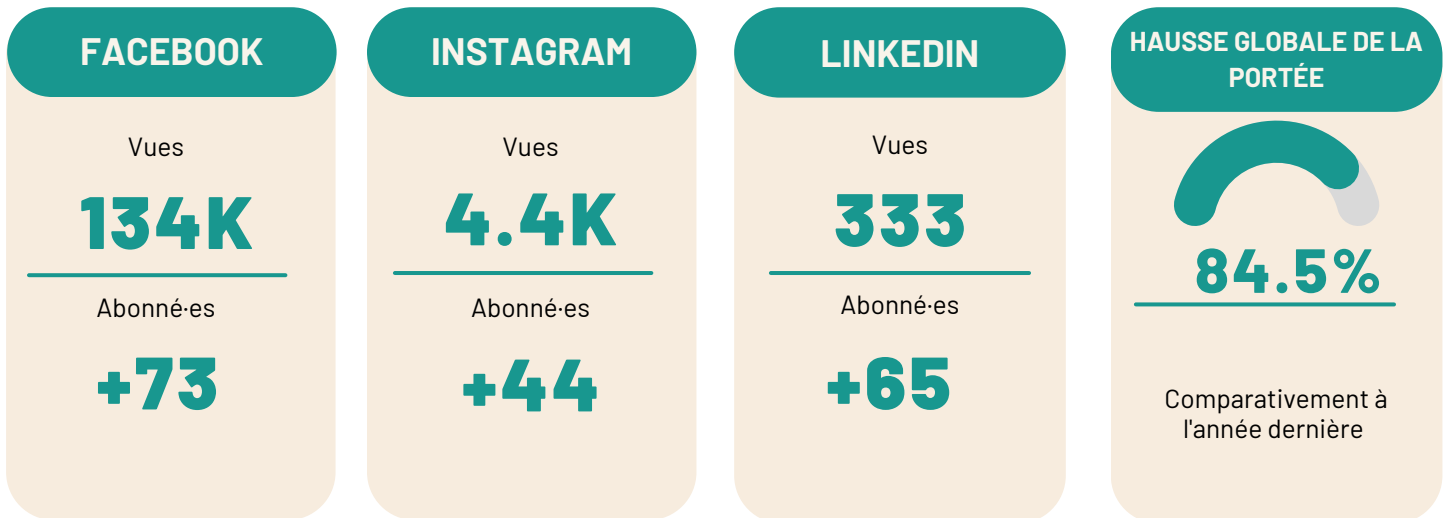 FACEBOOK
Vues
134K
Abonné·es
+73
INSTAGRAM
Vues
4.4K
Abonné·es
+44
LINKEDIN
Vues
333
Abonné·es
+65
HAUSSE GLOBALE DE LA
PORTÉE
84.5%
Comparativement à
l'année dernière